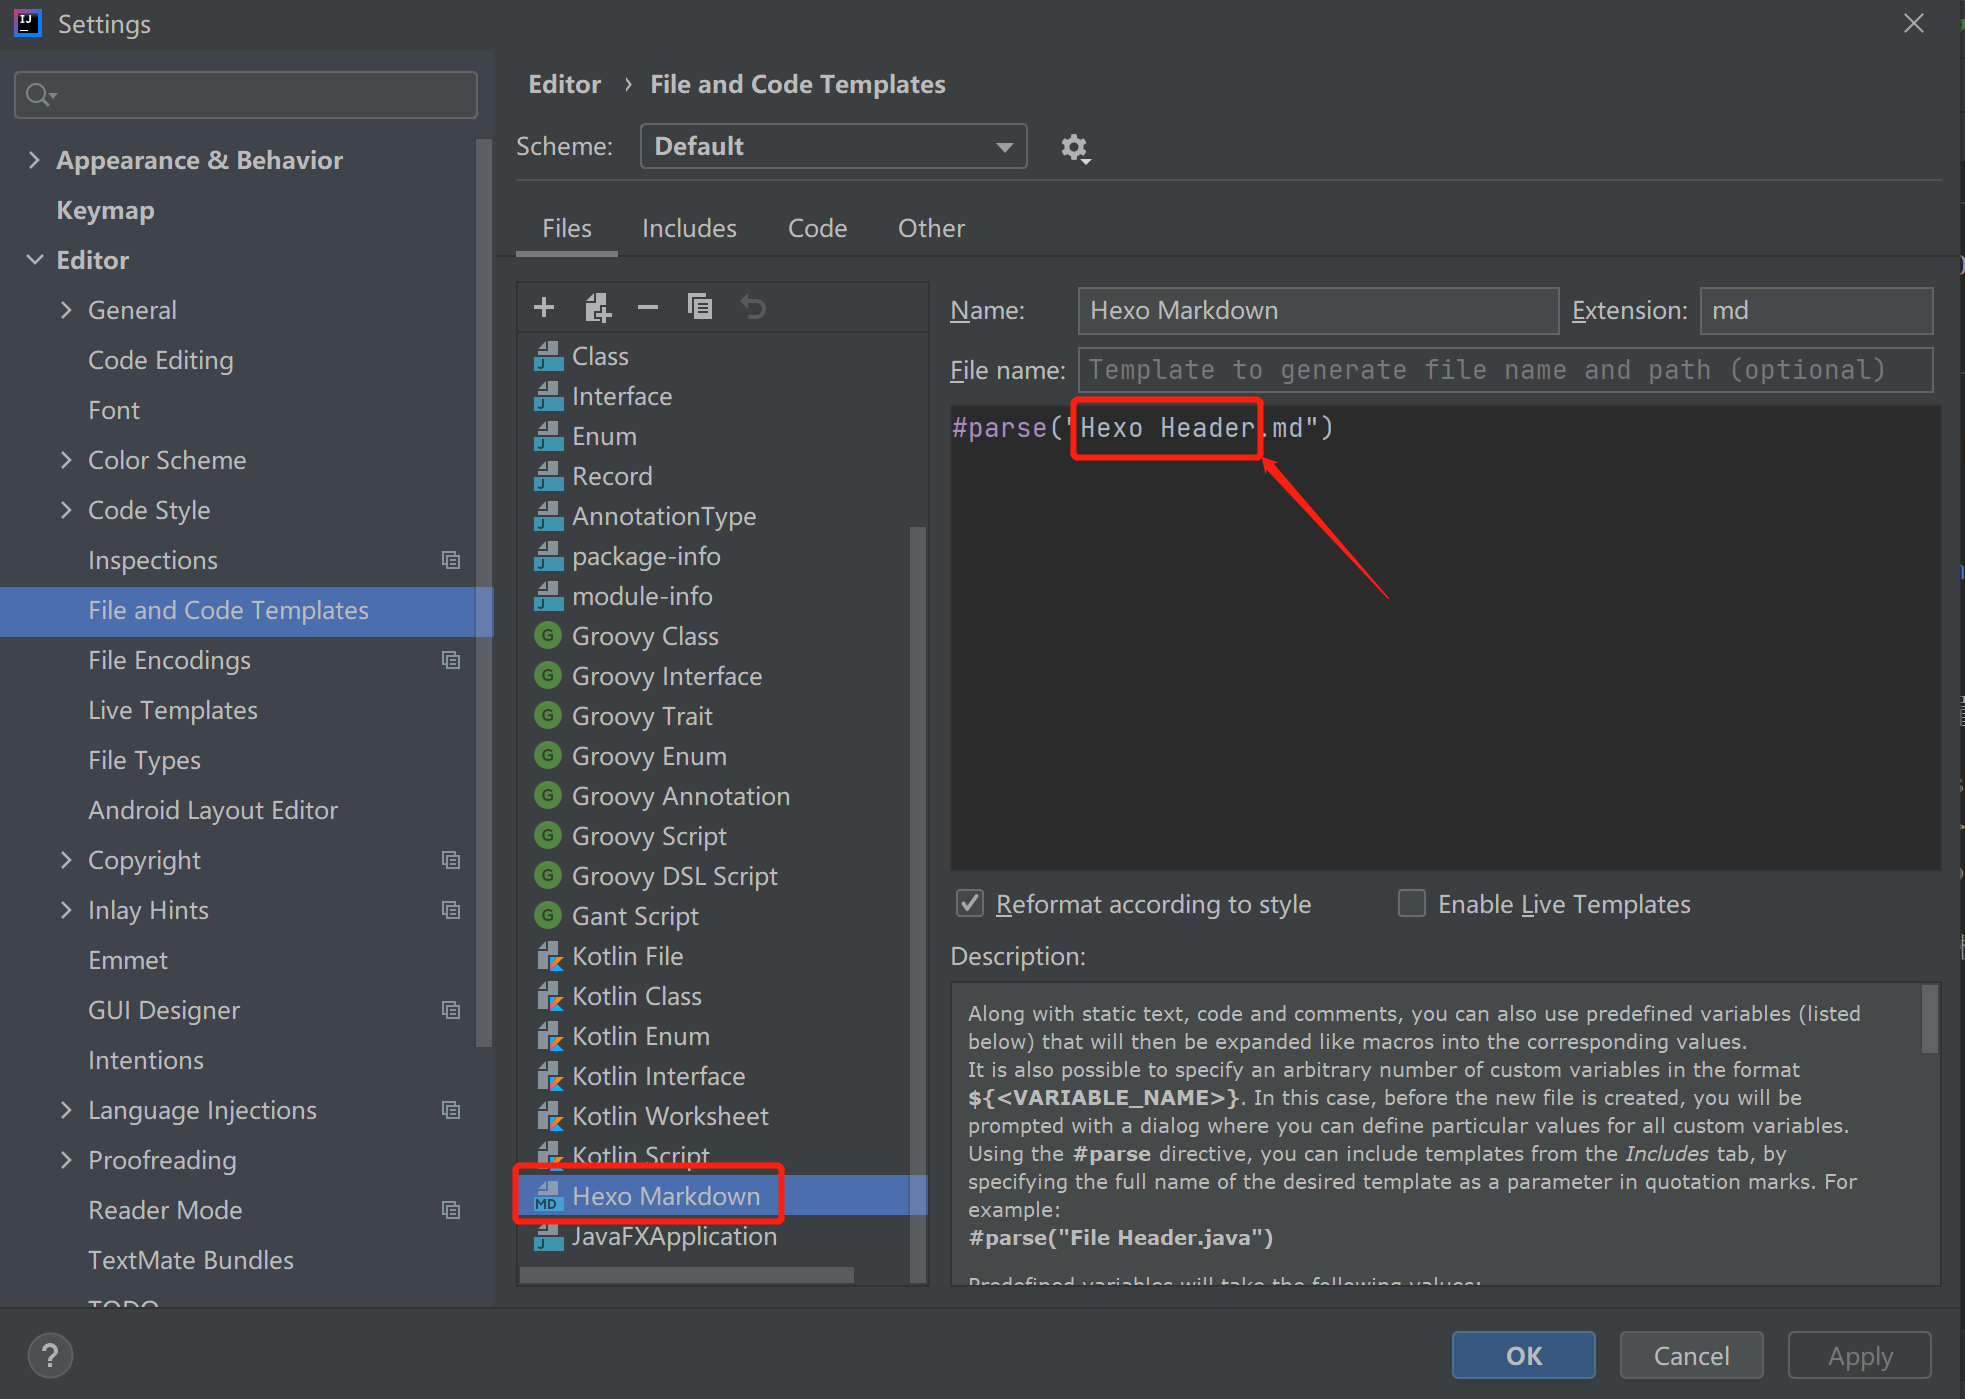 Settings
Appearance & Behavior
Keymap
Editor
General
Code Editing
Font
Color Scheme
Code Style
Inspections
File and Code Templates
File Encodings
Live Templates
File Types
Android Layout Editor
Copyright
Inlay Hints
Emmet
GUI Designer
Intentions
Language Injections
Proofreading
Reader Mode
TextMate Bundles
TODO
Editor › File and Code Templates
Scheme: Default
Files Includes Code Other
Class
Interface
Enum
Record
AnnotationType
package-info
module-info
Groovy Class
Groovy Interface
Groovy Trait
Groovy Enum
Groovy Annotation
Groovy Script
Groovy DSL Script
Gant Script
Kotlin File
Kotlin Class
Kotlin Enum
Kotlin Interface
Kotlin Worksheet
Kotlin Script
Hexo Markdown
JavaFXApplication
Name: Hexo Markdown Extension: md
File name: Template to generate file name and path (optional)
#parse("Hexo Header.md")
Reformat according to style Enable Live Templates
Description:
Along with static text, code and comments, you can also use predefined variables (listed
below) that will then be expanded like macros into the corresponding values.
It is also possible to specify an arbitrary number of custom variables in the format
${<VARIABLE_NAME>}. In this case, before the new file is created, you will be
prompted with a dialog where you can define particular values for all custom variables.
Using the #parse directive, you can include templates from the Includes tab, by
specifying the full name of the desired template as a parameter in quotation marks. For
example:
#parse("File Header.java")
Predefined variables will take the following values:
? OK Cancel Apply